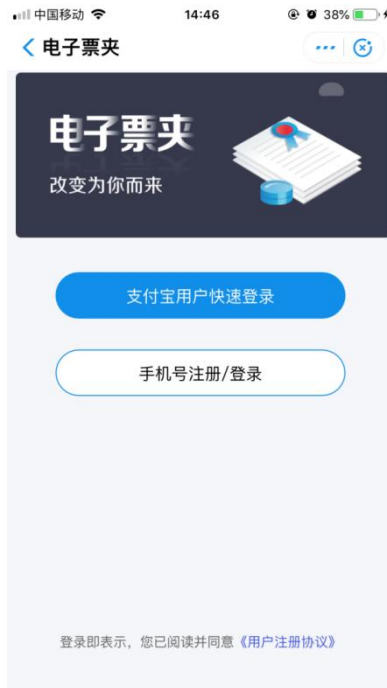 中国移动 14:46 38%
电子票夹
电子票夹
改变为你而来
支付宝用户快速登录
手机号注册/登录
登录即表示，您已阅读并同意《用户注册协议》